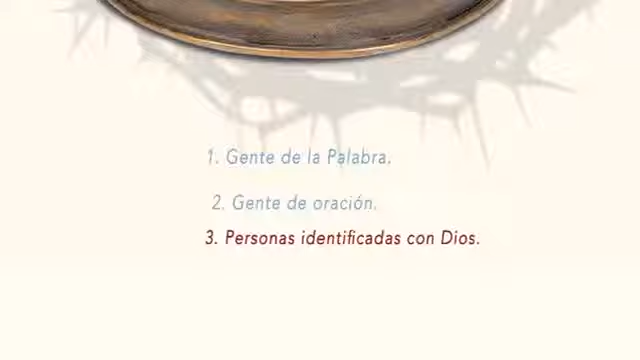 1. Gente de la Palabra.
2. Gente de oración.
3. Personas identificadas con Dios.